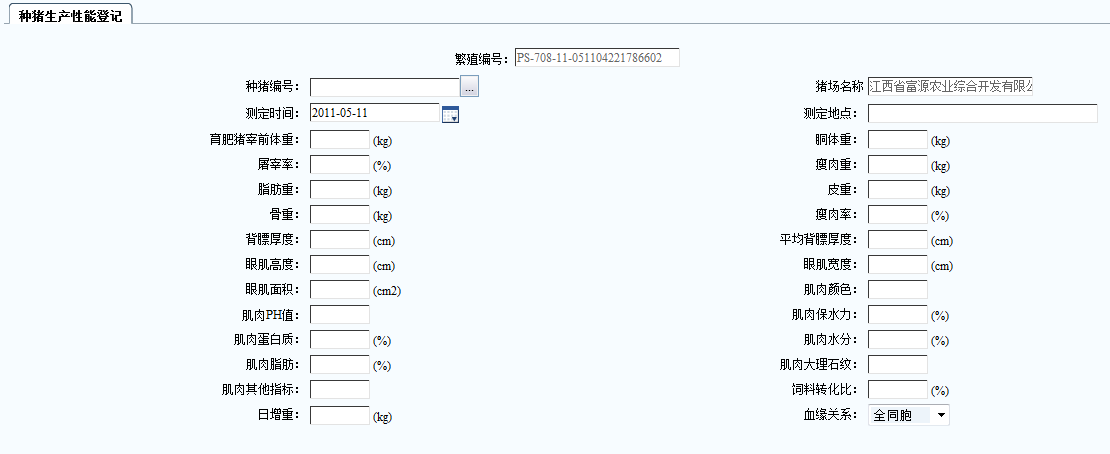 种猪生产性能登记
繁殖编号： PS-708-11-051104221786602
种猪编号： ... 猪场名称 江西省富源农业综合开发有限公
测定时间： 2011-05-11 测定地点：
育肥猪宰前体重： (kg) 胴体重： (kg)
屠宰率： (%) 瘦肉重： (kg)
脂肪重： (kg) 皮重： (kg)
骨重： (kg) 瘦肉率： (%)
背膘厚度： (cm) 平均背膘厚度： (cm)
眼肌高度： (cm) 眼肌宽度： (cm)
眼肌面积： (cm2) 肌肉颜色：
肌肉PH值： 肌肉保水力： (%)
肌肉蛋白质： (%) 肌肉水分： (%)
肌肉脂肪： (%) 肌肉大理石纹：
肌肉其他指标： 饲料转化比： (%)
日增重： (kg) 血缘关系： 全同胞